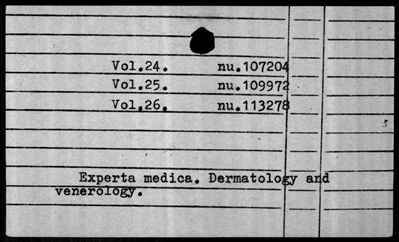 Vol.24. nu.107204
Vol.25. nu.109972
Vol.26. nu.113278
Experta medica. Dermatology and
venerology.